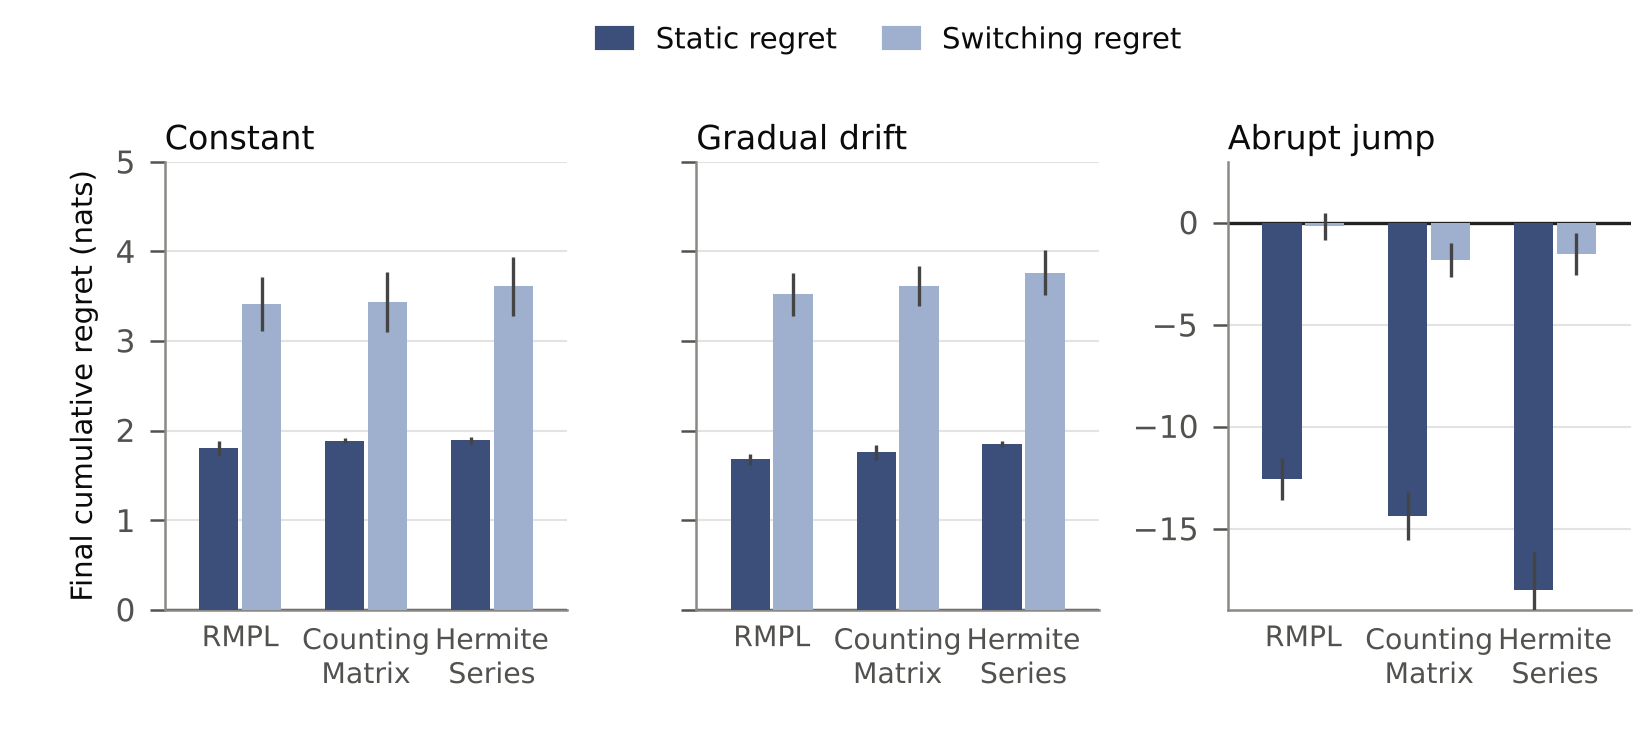 Static regret
Switching regret
Constant
Gradual drift
Abrupt jump
Final cumulative regret (nats)
5
4
3
2
1
0
0
−5
−10
−15
RMPL
Counting
Matrix
Hermite
Series
RMPL
Counting
Matrix
Hermite
Series
RMPL
Counting
Matrix
Hermite
Series